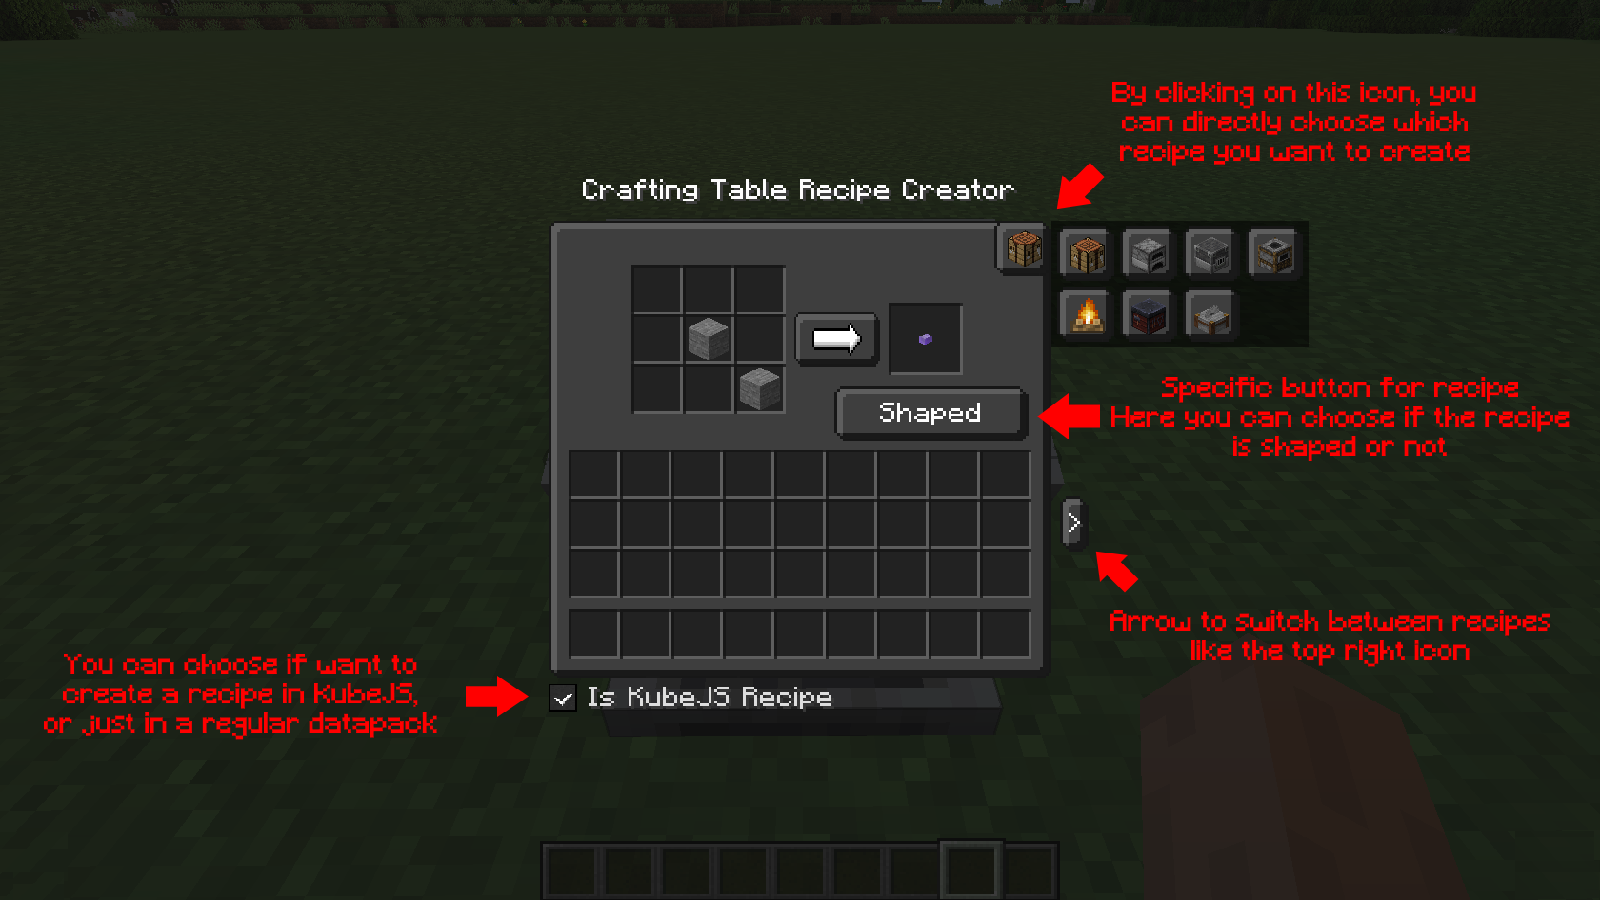 By clicking on this icon, you
can directly choose which
recipe you want to create
Crafting Table Recipe Creator
Specific button for recipe
Here you can choose if the recipe
is shaped or not
Shaped
Arrow to switch between recipes
like the top right icon
You can choose if want to
create a recipe in KubeJS,
or just in a regular datapack
Is KubeJS Recipe